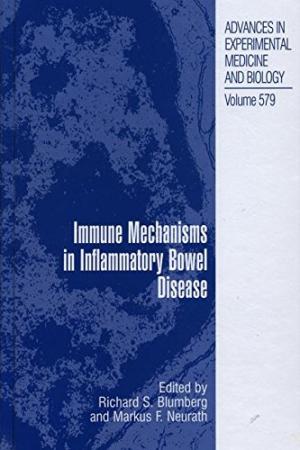 ADVANCES IN
EXPERIMENTAL
MEDICINE
AND BIOLOGY
Volume 579
Immune Mechanisms
in Inflammatory Bowel
Disease
Edited by
Richard S. Blumberg
and Markus F. Neurath